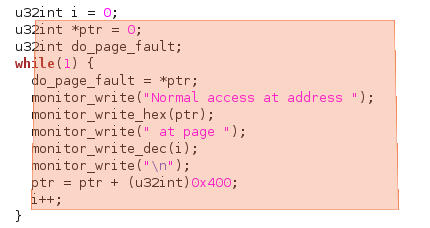 u32int i = 0;
u32int *ptr = 0;
u32int do_page_fault;
while(1) {
  do_page_fault = *ptr;
  monitor_write("Normal access at address ");
  monitor_write_hex(ptr);
  monitor_write(" at page ");
  monitor_write_dec(i);
  monitor_write("\n");
  ptr = ptr + (u32int)0x400;
  i++;
}